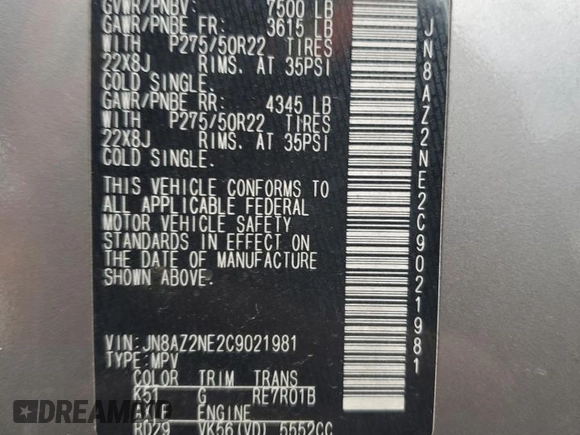 GVWR/PNBV: 7500 LB
GAWR/PNBE FR: 3615 LB
WITH P275/50R22 TIRES
22X8J RIMS. AT 35PSI
COLD SINGLE.
GAWR/PNBE RR: 4345 LB
WITH P275/50R22 TIRES
22X8J RIMS. AT 35PSI
COLD SINGLE.
THIS VEHICLE CONFORMS TO
ALL APPLICABLE FEDERAL
MOTOR VEHICLE SAFETY
STANDARDS IN EFFECT ON
THE DATE OF MANUFACTURE
SHOWN ABOVE.
VIN:JN8AZ2NE2C9021981
TYPE:MPV
COLOR TRIM TRANS
K51 G RE7R01B
ENGINE
RD29 VK56(VD) 5552CC
JN8AZ2NE2C9021981